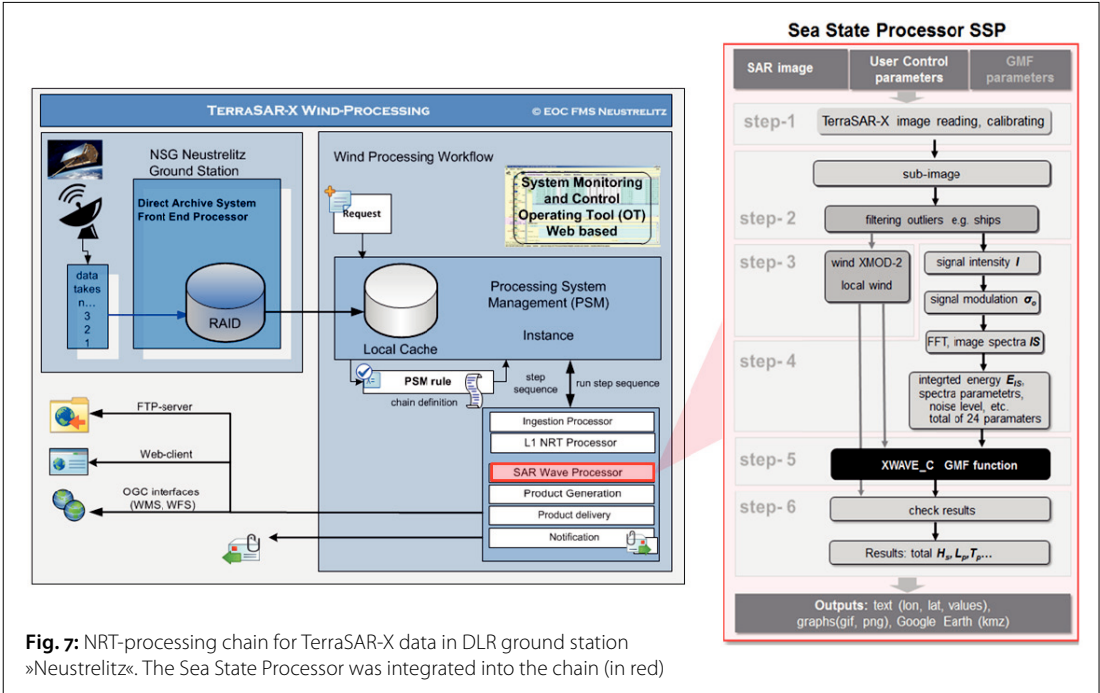 TERRASAR-X WIND-PROCESSING
© EOC FMS NEUSTRELITZ
NSG Neustrelitz
Ground Station
Direct Archive System
Front End Processor
data
takes
n...
3
2
1
RAID
Wind Processing Workflow
Request
System Monitoring
and Control
Operating Tool (OT)
Web based
Processing System
Management (PSM)
Instance
Local Cache
PSM rule
chain definition
step
sequence
run step sequence
Ingestion Processor
L1 NRT Processor
SAR Wave Processor
Product Generation
Product delivery
Notification
FTP-server
Web-client
OGC interfaces
(WMS, WFS)
Sea State Processor SSP
SAR image
User Control
parameters
GMF
parameters
step-1
TerraSAR-X image reading, calibrating
sub-image
step- 2
filtering outliers e.g. ships
step- 3
wind XMOD-2
local wind
signal intensity I
signal modulation σo
FFT, image spectra IS
step- 4
integrted energy EIS,
spectra parametetrs,
noise level, etc.
total of 24 paramaters
step- 5
XWAVE_C GMF function
step- 6
check results
Results: total Hs, Lp, Tp...
Outputs: text (lon, lat, values),
graphs(gif, png), Google Earth (kmz)
Fig. 7: NRT-processing chain for TerraSAR-X data in DLR ground station
»Neustrelitz«. The Sea State Processor was integrated into the chain (in red)